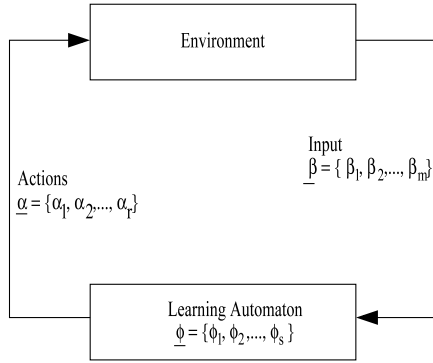 Environment
Input
β = { β₁, β₂,..., βₘ}
Actions
α = {α₁, α₂,..., αᵣ}
Learning Automaton
ϕ = {ϕ₁, ϕ₂,..., ϕₛ }